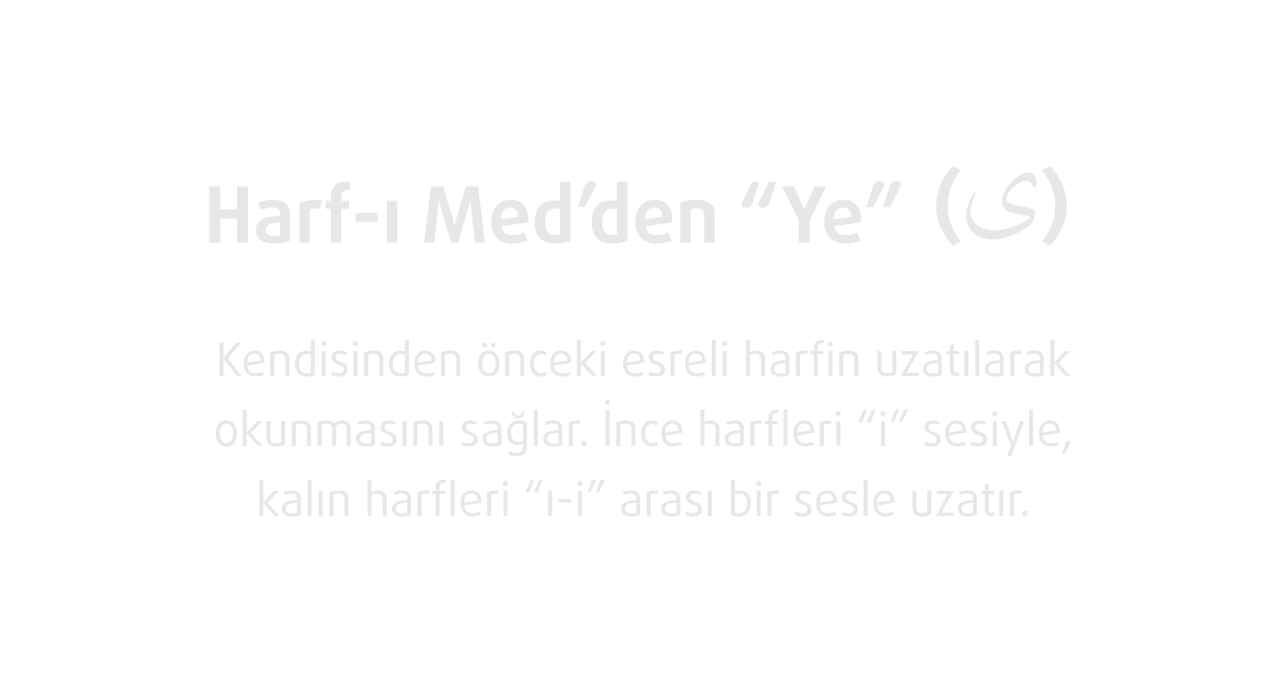 Harf-ı Med’den “Ye” (ى)
Kendisinden önceki esreli harfin uzatılarak
okunmasını sağlar. İnce harfleri “i” sesiyle,
kalın harfleri “ı-i” arası bir sesle uzatır.